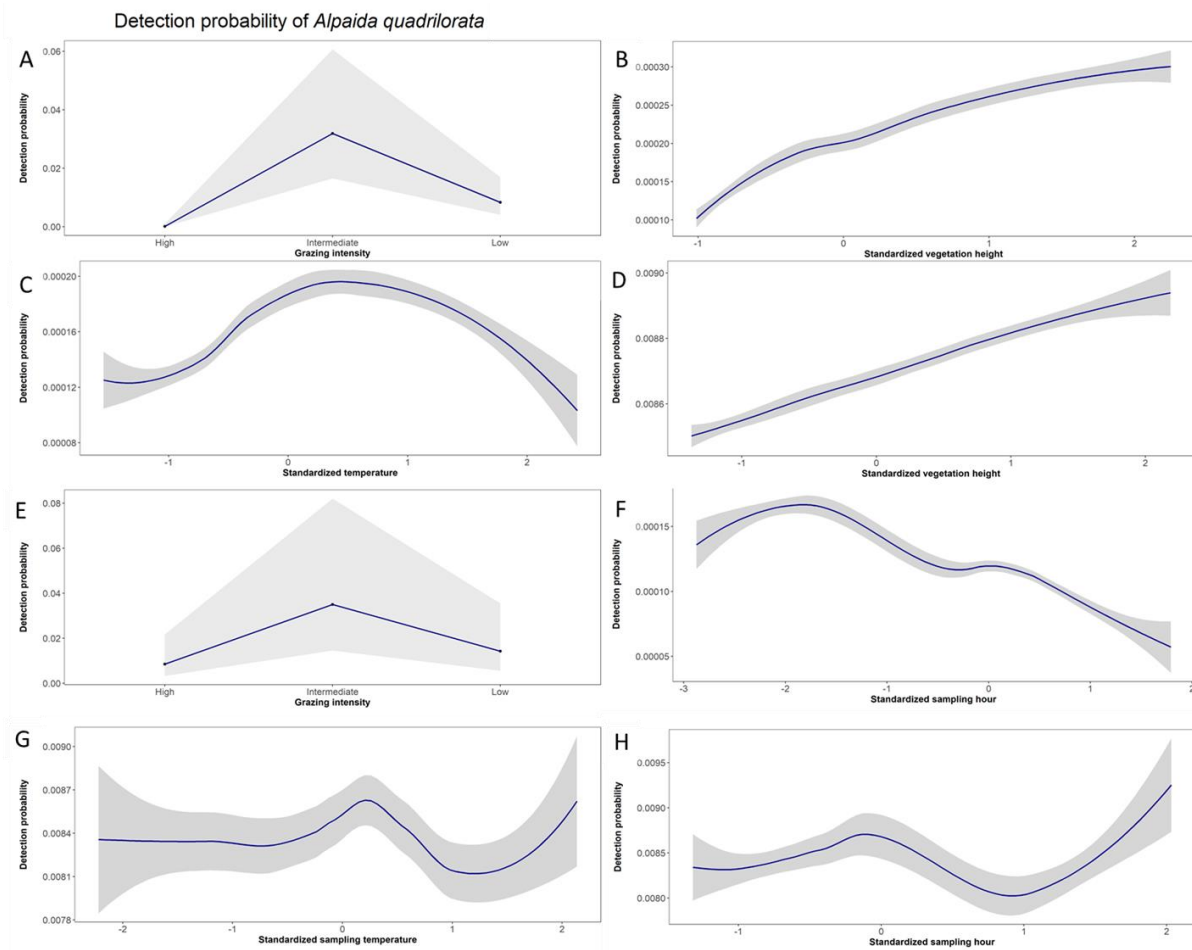 Detection probability of Alpaida quadrilorata
A
Detection probability
0.06
0.04
0.02
0.00
High
Intermediate
Low
Grazing intensity
B
Detection probability
0.00030
0.00025
0.00020
0.00015
0.00010
-1
0
1
2
Standardized vegetation height
C
Detection probability
0.00020
0.00016
0.00012
0.00008
-1
0
1
2
Standardized temperature
D
Detection probability
0.0090
0.0088
0.0086
-1
0
1
2
Standardized vegetation height
E
Detection probability
0.08
0.06
0.04
0.02
0.00
High
Intermediate
Low
Grazing intensity
F
Detection probability
0.00015
0.00010
0.00005
-3
-2
-1
0
1
2
Standardized sampling hour
G
Detection probability
0.0090
0.0087
0.0084
0.0081
0.0078
-2
-1
0
1
2
Standardized sampling temperature
H
Detection probability
0.0095
0.0090
0.0085
0.0080
-1
0
1
2
Standardized sampling hour